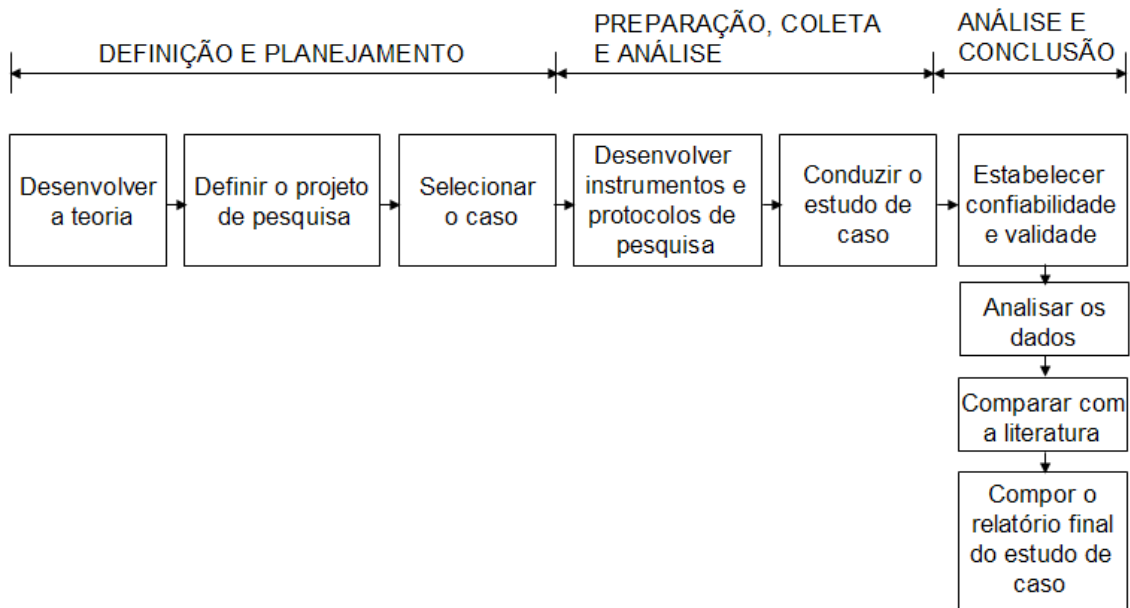 DEFINIÇÃO E PLANEJAMENTO
PREPARAÇÃO, COLETA
E ANÁLISE
ANÁLISE E
CONCLUSÃO
Desenvolver
a teoria
Definir o projeto
de pesquisa
Selecionar
o caso
Desenvolver
instrumentos e
protocolos de
pesquisa
Conduzir o
estudo de
caso
Estabelecer
confiabilidade
e validade
Analisar os
dados
Comparar com
a literatura
Compor o
relatório final
do estudo de
caso